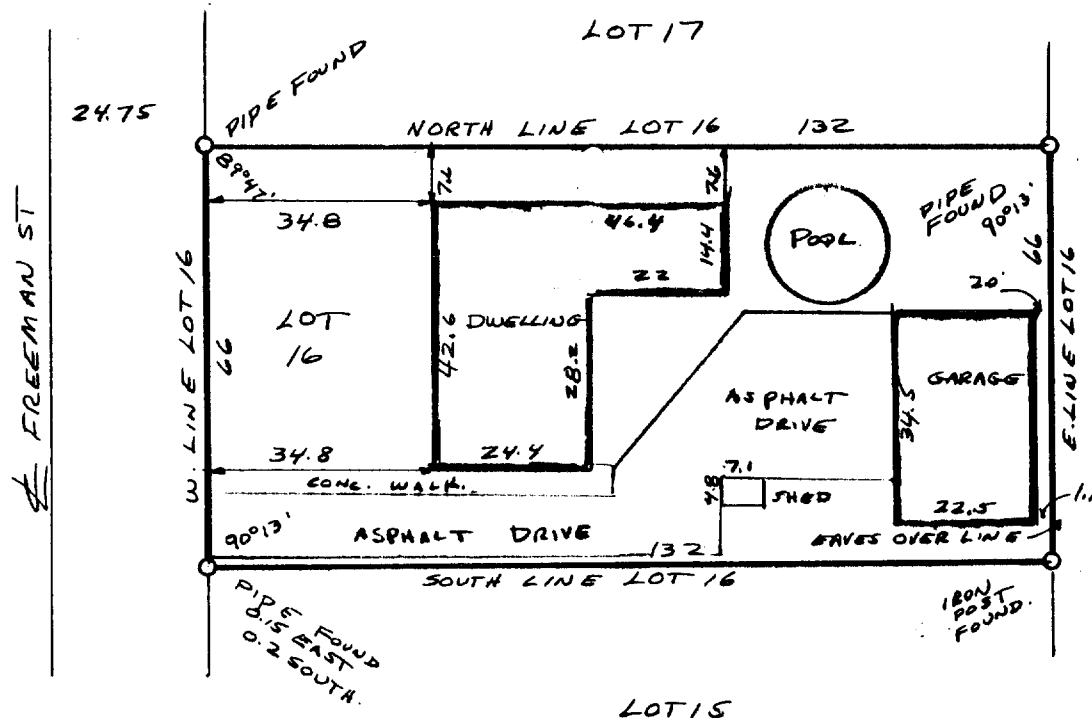 LOT 17
24.75
PIPE FOUND
NORTH LINE LOT 16 132
89°47'
7.6
7.6
34.8
46.4
14.4
POOL
PIPE
FOUND
90°13'
66
20
22
℄ FREEMAN ST
W. LINE LOT 16
66
LOT
16
42.6
DWELLING
28.2
ASPHALT
DRIVE
34.5
GARAGE
E. LINE LOT 16
34.8
24.4
CONC. WALK.
7.1
4.8
SHED
22.5
90°13'
ASPHALT DRIVE
132
EAVES OVER LINE
SOUTH LINE LOT 16
PIPE FOUND
0.15 EAST
0.2 SOUTH.
IRON
POST
FOUND.
LOT 15